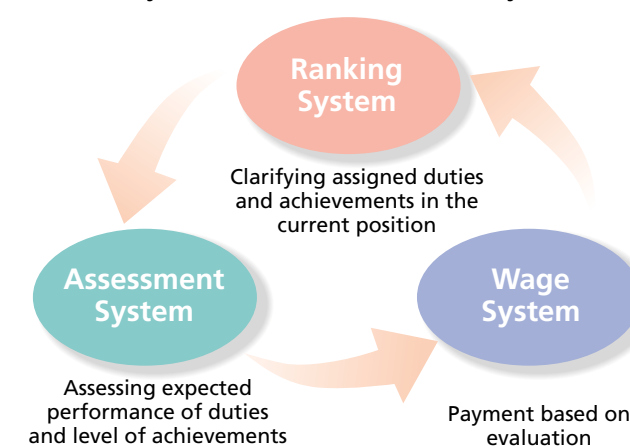 Ranking
System
Clarifying assigned duties
and achievements in the
current position
Assessment
System
Assessing expected
performance of duties
and level of achievements
Wage
System
Payment based on
evaluation